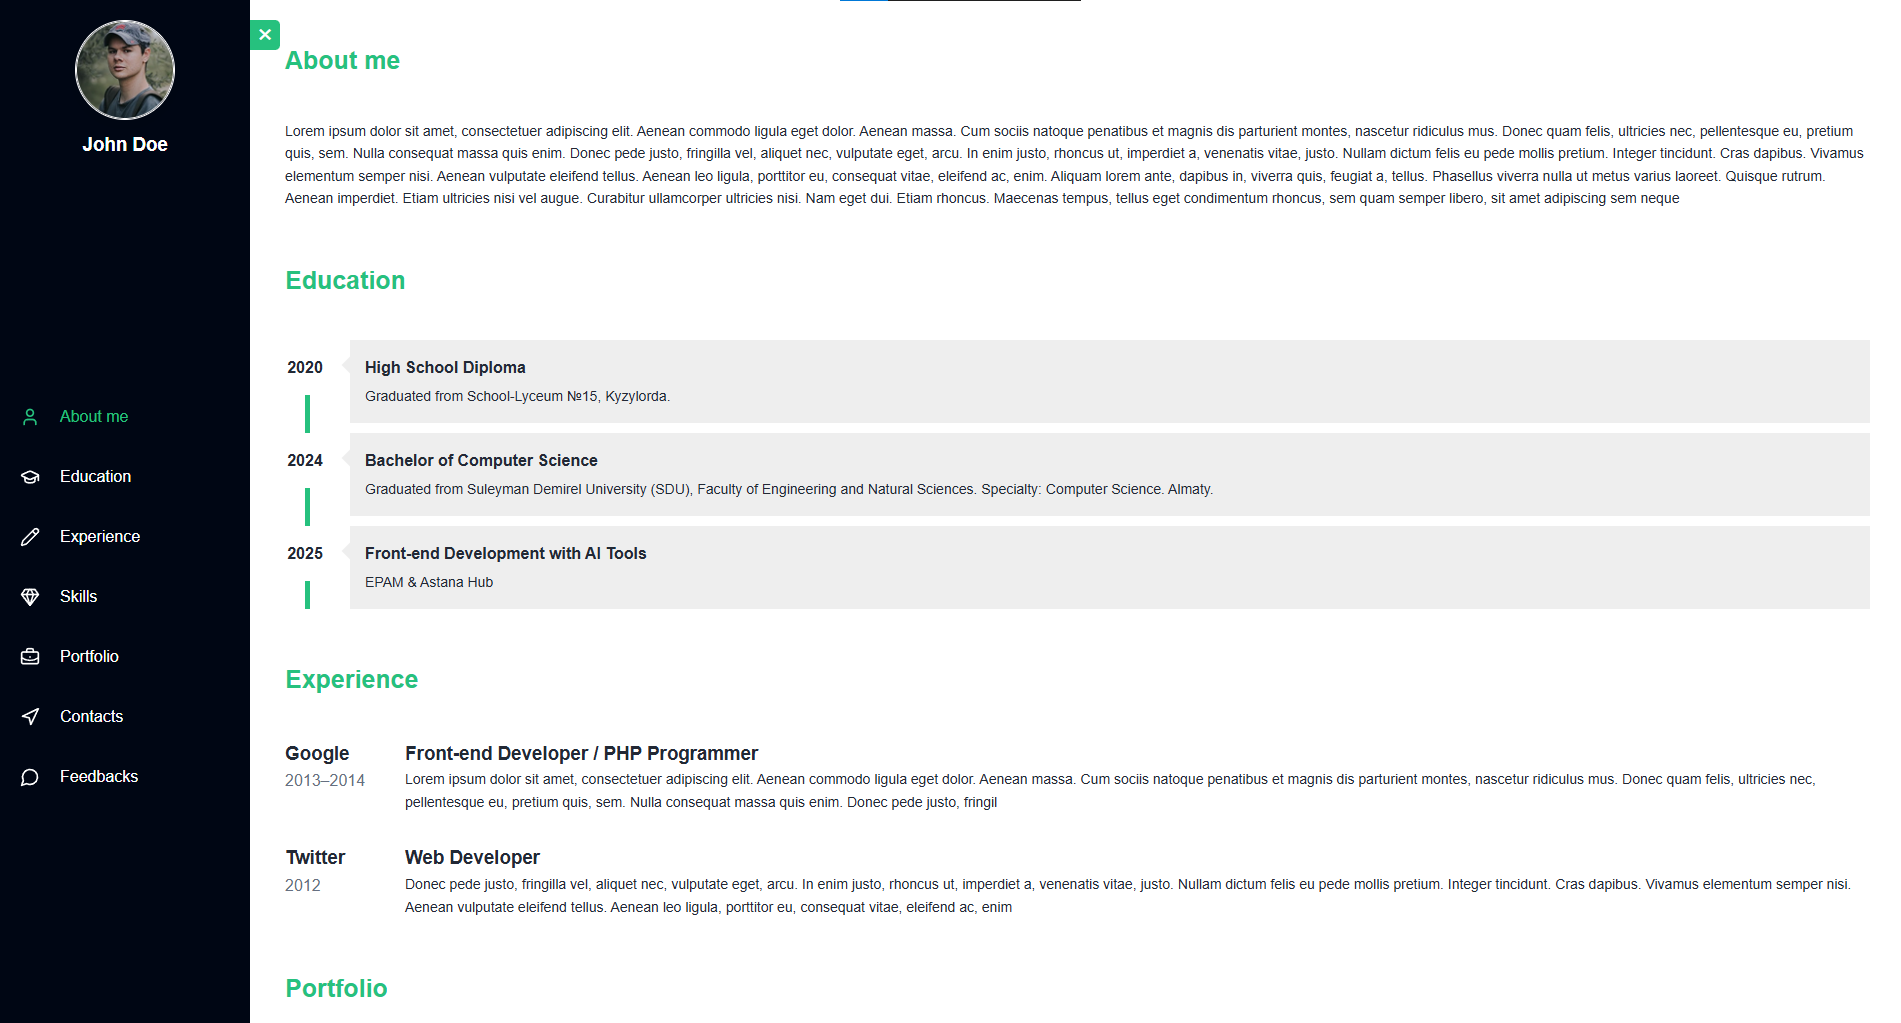 John Doe
About me
Education
Experience
Skills
Portfolio
Contacts
Feedbacks
About me
Lorem ipsum dolor sit amet, consectetuer adipiscing elit. Aenean commodo ligula eget dolor. Aenean massa. Cum sociis natoque penatibus et magnis dis parturient montes, nascetur ridiculus mus. Donec quam felis, ultricies nec, pellentesque eu, pretium
quis, sem. Nulla consequat massa quis enim. Donec pede justo, fringilla vel, aliquet nec, vulputate eget, arcu. In enim justo, rhoncus ut, imperdiet a, venenatis vitae, justo. Nullam dictum felis eu pede mollis pretium. Integer tincidunt. Cras dapibus. Vivamus
elementum semper nisi. Aenean vulputate eleifend tellus. Aenean leo ligula, porttitor eu, consequat vitae, eleifend ac, enim. Aliquam lorem ante, dapibus in, viverra quis, feugiat a, tellus. Phasellus viverra nulla ut metus varius laoreet. Quisque rutrum.
Aenean imperdiet. Etiam ultricies nisi vel augue. Curabitur ullamcorper ultricies nisi. Nam eget dui. Etiam rhoncus. Maecenas tempus, tellus eget condimentum rhoncus, sem quam semper libero, sit amet adipiscing sem neque
Education
2020
High School Diploma
Graduated from School-Lyceum №15, Kyzylorda.
2024
Bachelor of Computer Science
Graduated from Suleyman Demirel University (SDU), Faculty of Engineering and Natural Sciences. Specialty: Computer Science. Almaty.
2025
Front-end Development with AI Tools
EPAM & Astana Hub
Experience
Google
2013–2014
Front-end Developer / PHP Programmer
Lorem ipsum dolor sit amet, consectetuer adipiscing elit. Aenean commodo ligula eget dolor. Aenean massa. Cum sociis natoque penatibus et magnis dis parturient montes, nascetur ridiculus mus. Donec quam felis, ultricies nec,
pellentesque eu, pretium quis, sem. Nulla consequat massa quis enim. Donec pede justo, fringil
Twitter
2012
Web Developer
Donec pede justo, fringilla vel, aliquet nec, vulputate eget, arcu. In enim justo, rhoncus ut, imperdiet a, venenatis vitae, justo. Nullam dictum felis eu pede mollis pretium. Integer tincidunt. Cras dapibus. Vivamus elementum semper nisi.
Aenean vulputate eleifend tellus. Aenean leo ligula, porttitor eu, consequat vitae, eleifend ac, enim
Portfolio